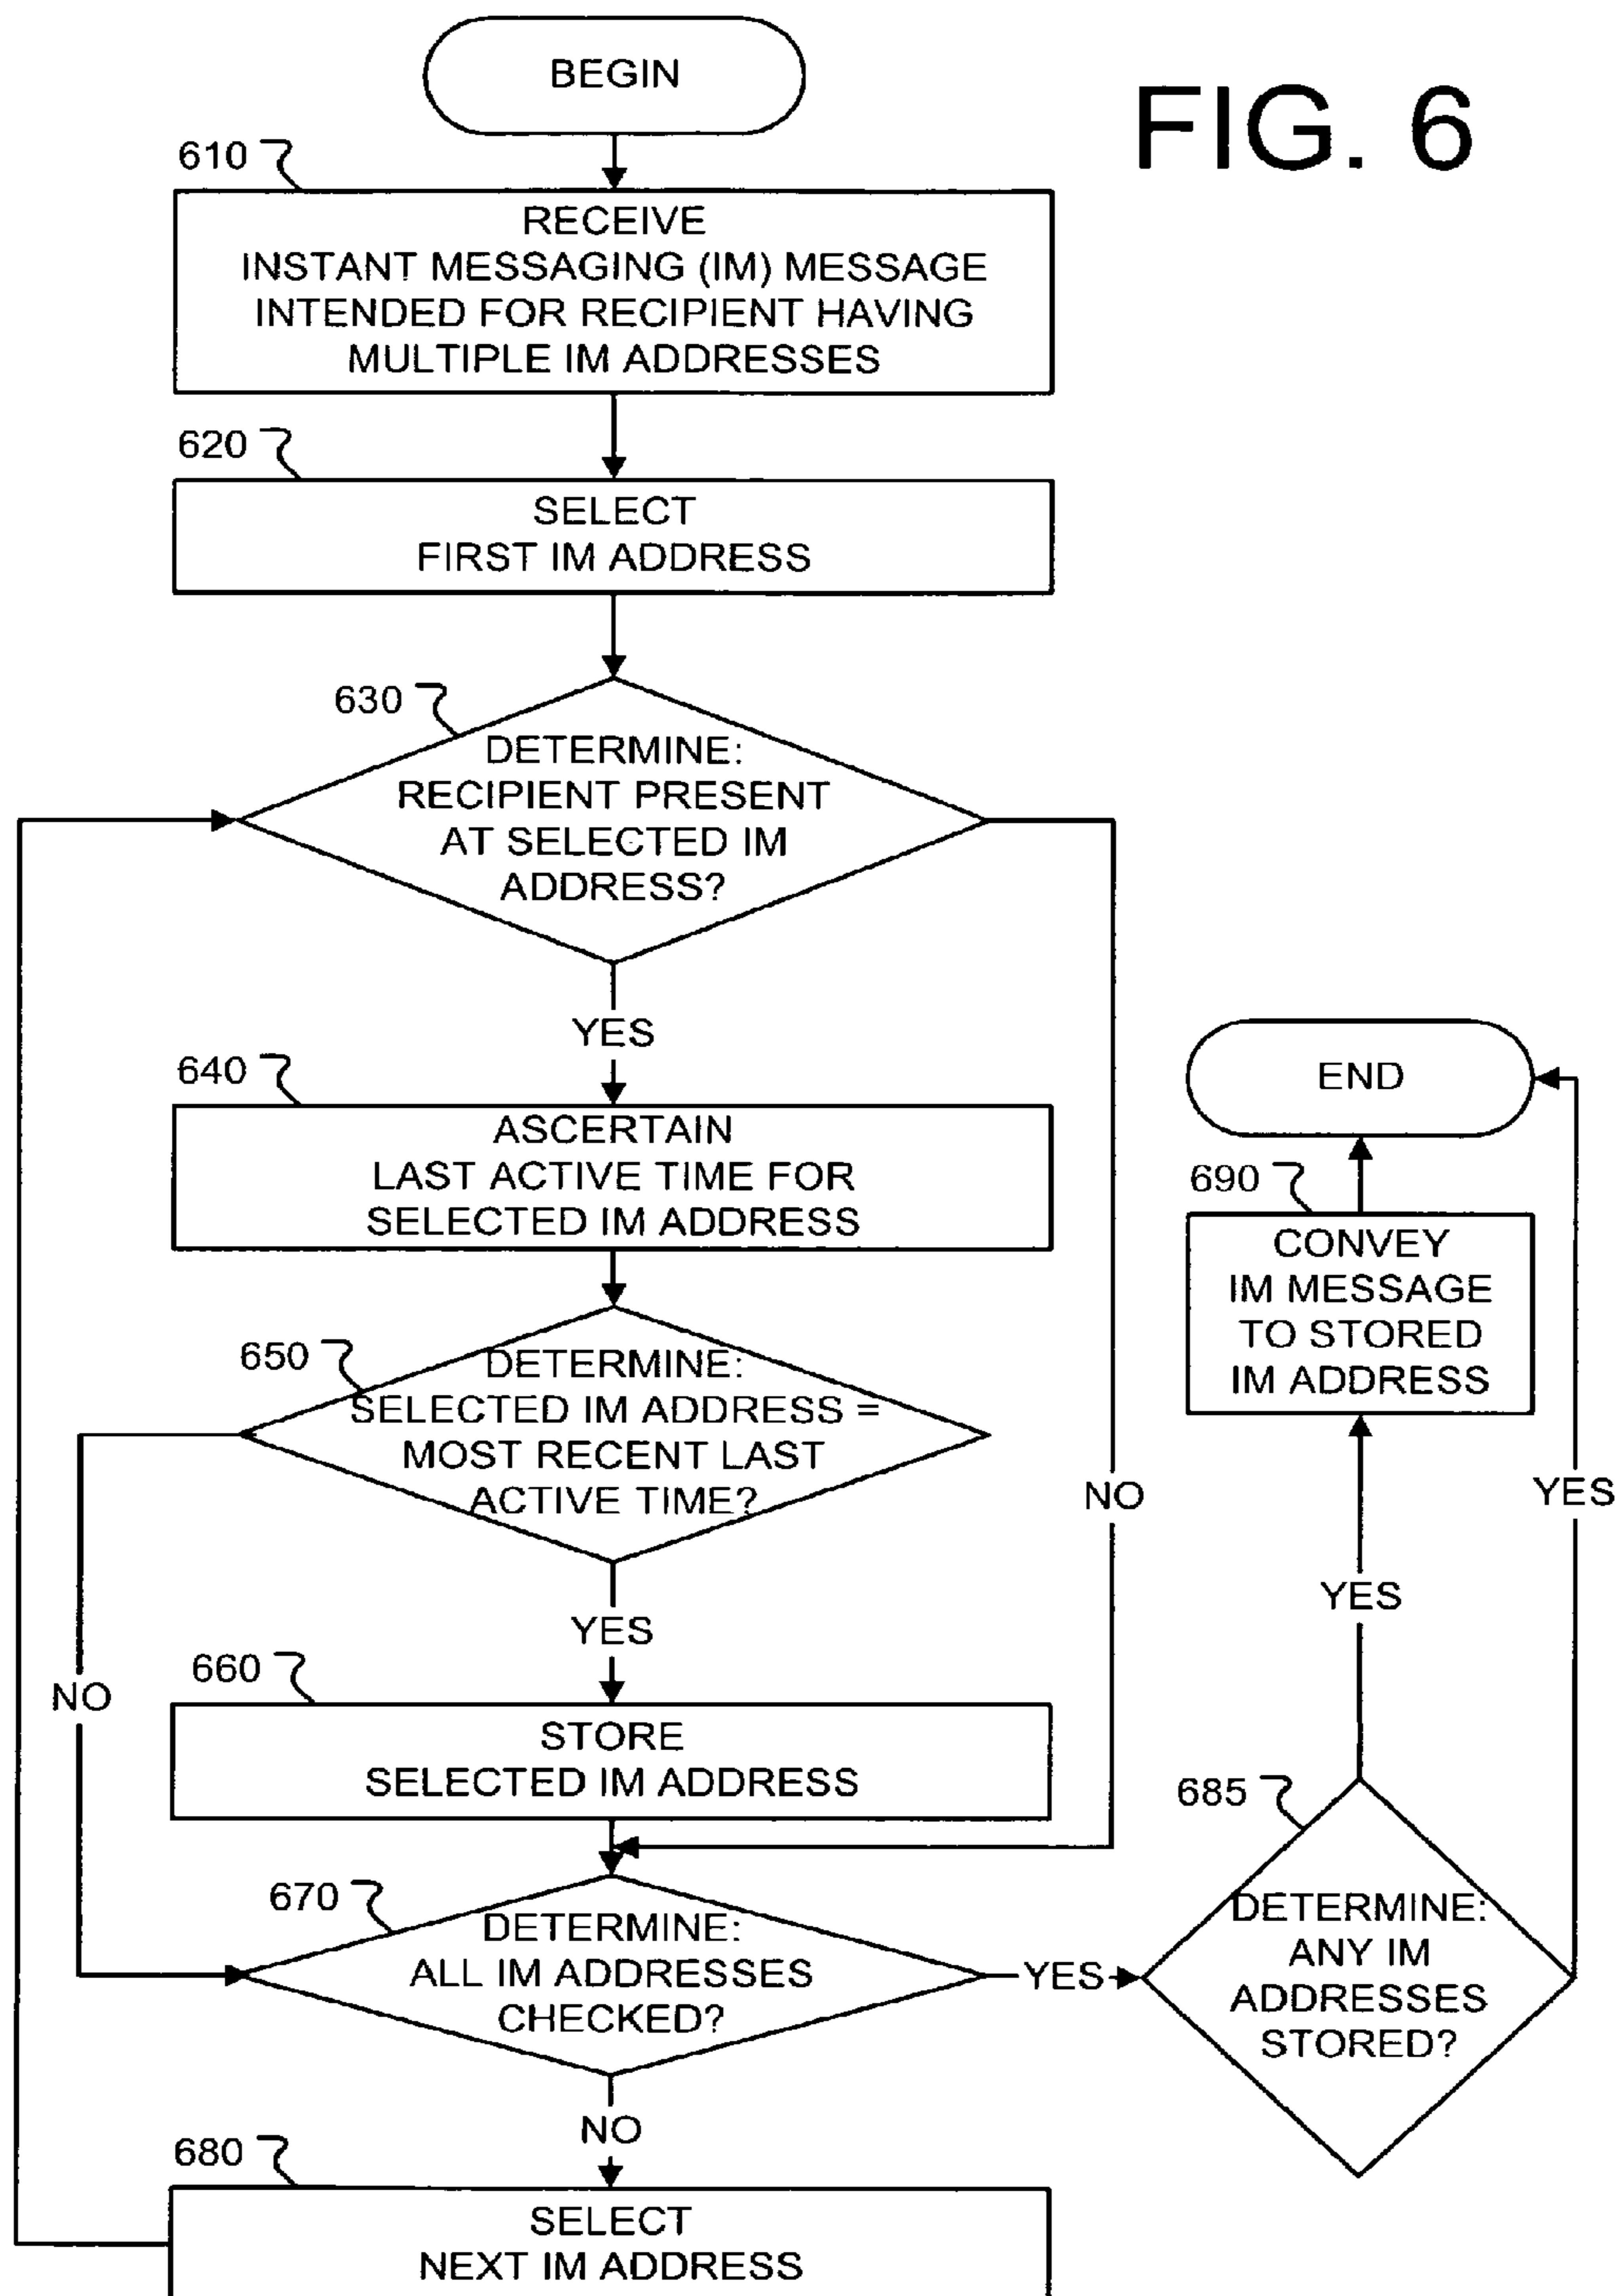 FIG. 6
BEGIN
610
RECEIVE
INSTANT MESSAGING (IM) MESSAGE
INTENDED FOR RECIPIENT HAVING
MULTIPLE IM ADDRESSES
620
SELECT
FIRST IM ADDRESS
630
DETERMINE:
RECIPIENT PRESENT
AT SELECTED IM
ADDRESS?
YES
NO
640
ASCERTAIN
LAST ACTIVE TIME FOR
SELECTED IM ADDRESS
650
DETERMINE:
SELECTED IM ADDRESS =
MOST RECENT LAST
ACTIVE TIME?
YES
NO
660
STORE
SELECTED IM ADDRESS
670
DETERMINE:
ALL IM ADDRESSES
CHECKED?
YES
NO
680
SELECT
NEXT IM ADDRESS
685
DETERMINE:
ANY IM
ADDRESSES
STORED?
YES
YES
690
CONVEY
IM MESSAGE
TO STORED
IM ADDRESS
END